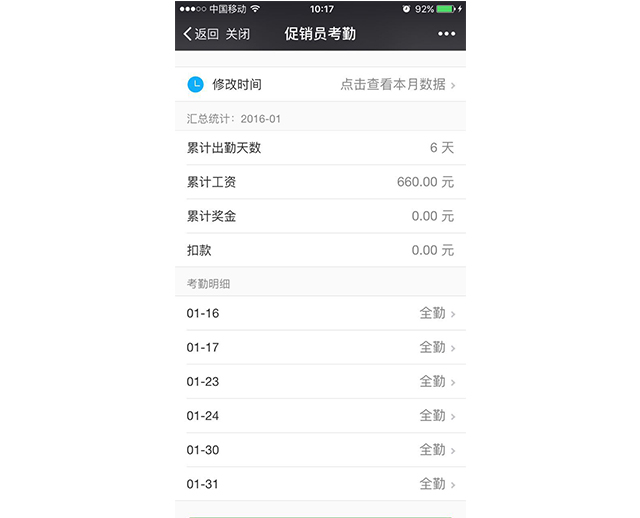 中国移动 10:17 92%
返回 关闭 促销员考勤
修改时间 点击查看本月数据
汇总统计：2016-01
累计出勤天数 6 天
累计工资 660.00 元
累计奖金 0.00 元
扣款 0.00 元
考勤明细
01-16 全勤
01-17 全勤
01-23 全勤
01-24 全勤
01-30 全勤
01-31 全勤